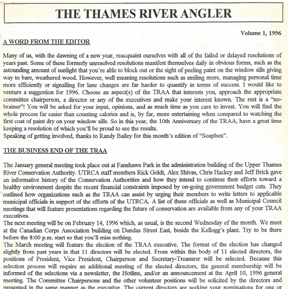 THE THAMES RIVER ANGLER
Volume 1, 1996
A WORD FROM THE EDITOR
Many of us, with the dawning of a new year, reacquaint ourselves with all of the failed or delayed resolutions of
years past. Some of these formerly unresolved resolutions manifest themselves daily in obvious forms, such as the
astounding amount of sunlight that you're able to block out or the sight of peeling paint on the window sills giving
way to bare, weathered wood. However, well meaning resolutions such as smiling more, managing personal time
more efficiently or signalling for lane changes are far harder to quantify in terms of success. I would like to
venture a suggestion for 1996. Choose an aspect(s) of the TRAA that interests you, approach the appropriate
committee chairperson, a director or any of the executives and make your interest known. The rest is a "no-
brainer"! You will be asked for your input, opinions, and as much time as you care to invest. You will find the
whole process far easier than counting calories and is, by far, more entertaining when compared to watching the
first coat of paint dry on your window sills. So in this year, the 10th Anniversary of the TRAA, have a great time
keeping a resolution of which you'll be proud to see the results.
Speaking of getting involved, thanks to Randy Bailey for this month's edition of "Soapbox".
THE BUSINESS END OF THE TRAA
The January general meeting took place out at Fanshawe Park in the administration building of the Upper Thames
River Conservation Authority. UTRCA staff members Rick Goldt, Alex Shivas, Chris Hackey and Jeff Brick gave
an informative history of the Conservation Authorities and how they intend to continue their efforts toward a
healthy environment despite the recent financial constraints imposed by on-going government budget cuts. They
outlined how organizations such as the TRAA can assist by urging their members to write letters to applicable
municipal officials in support of the efforts of the UTRCA. A list of these officials as well as Municipal Council
meetings that will feature presentations regarding the future of conservation are available from any of your TRAA
executives.
The next meeting will be on February 14, 1996 which, as usual, is the second Wednesday of the month. We meet
at the Canadian Corps Association building on Dundas Street East, beside the Kellogg's plant. Try to be there
before the 8:00 p.m. start so that you'll miss nothing.
The March meeting will feature the election of the TRAA executive. The format of the election has changed
slightly from past years in that 11 directors will be elected. From within this body of 11 elected directors, the
positions of President, Vice President, Chairperson and Secretary-Treasurer will be selected. Because this
selection process will require an additional meeting of the elected directors, the general membership will be
informed of the selections via a newsletter, the Hotline, and/or an announcement at the April 10, 1996 general
meeting. The Committee Chairpersons and the other volunteer positions will be solicited by the directors and
presented in the same manner as the executive. The current directors are seeking your nominations for one or